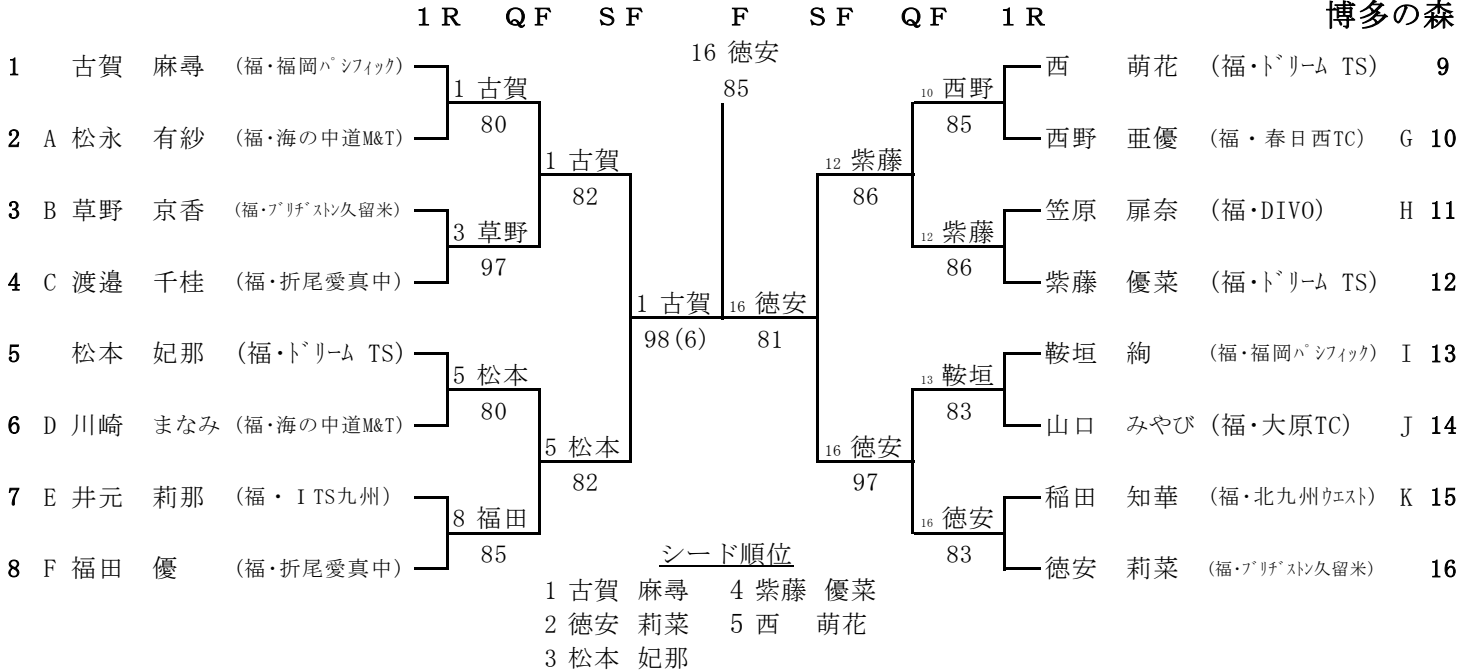 1R QF SF F SF QF 1R 博多の森
16 徳安
85
1 古賀 麻尋 (福・福岡ﾊﾟｼﾌｨｯｸ)
1 古賀
80
2 A 松永 有紗 (福・海の中道M&T)
1 古賀
82
3 B 草野 京香 (福・ﾌﾞﾘﾁﾞｽﾄﾝ久留米)
3 草野
97
4 C 渡邉 千桂 (福・折尾愛真中)
1 古賀
98(6)
5 松本 妃那 (福・ﾄﾞﾘｰﾑ TS)
5 松本
80
6 D 川崎 まなみ (福・海の中道M&T)
5 松本
82
7 E 井元 莉那 (福・ＩTS九州)
8 福田
85
8 F 福田 優 (福・折尾愛真中)
西 萌花 (福・ﾄﾞﾘｰﾑ TS) 9
10 西野
85
西野 亜優 (福・春日西TC) G 10
12 紫藤
86
笠原 扉奈 (福・DIVO) H 11
12 紫藤
86
紫藤 優菜 (福・ﾄﾞﾘｰﾑ TS) 12
16 徳安
81
鞍垣 絢 (福・福岡ﾊﾟｼﾌｨｯｸ) I 13
13 鞍垣
83
山口 みやび (福・大原TC) J 14
16 徳安
97
稲田 知華 (福・北九州ｳｴｽﾄ) K 15
16 徳安
83
徳安 莉菜 (福・ﾌﾞﾘﾁﾞｽﾄﾝ久留米) 16
シード順位
1 古賀 麻尋 4 紫藤 優菜
2 徳安 莉菜 5 西 萌花
3 松本 妃那